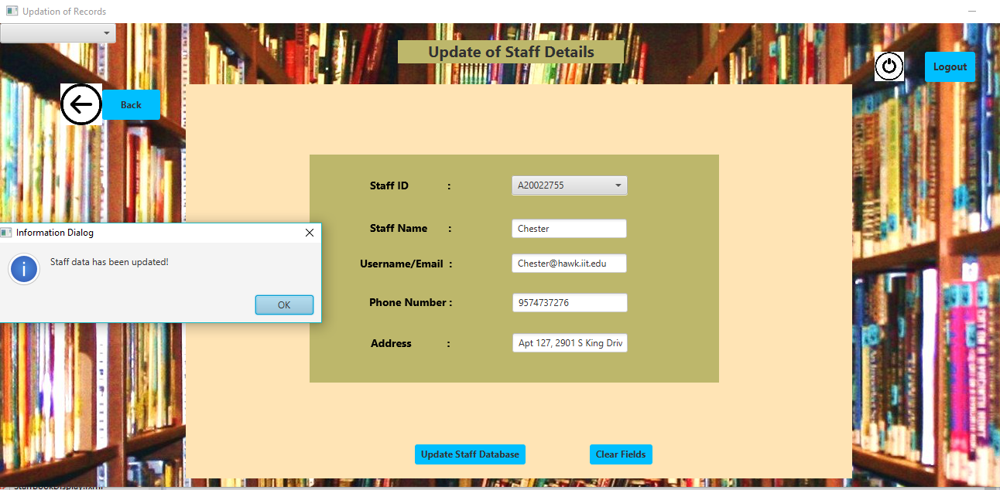 Updation of Records
Update of Staff Details
Logout
Back
Staff ID :
A20022755
Staff Name :
Chester
Username/Email :
Chester@hawk.iit.edu
Phone Number :
9574737276
Address :
Apt 127, 2901 S King Driv
Information Dialog
Staff data has been updated!
OK
Update Staff Database
Clear Fields